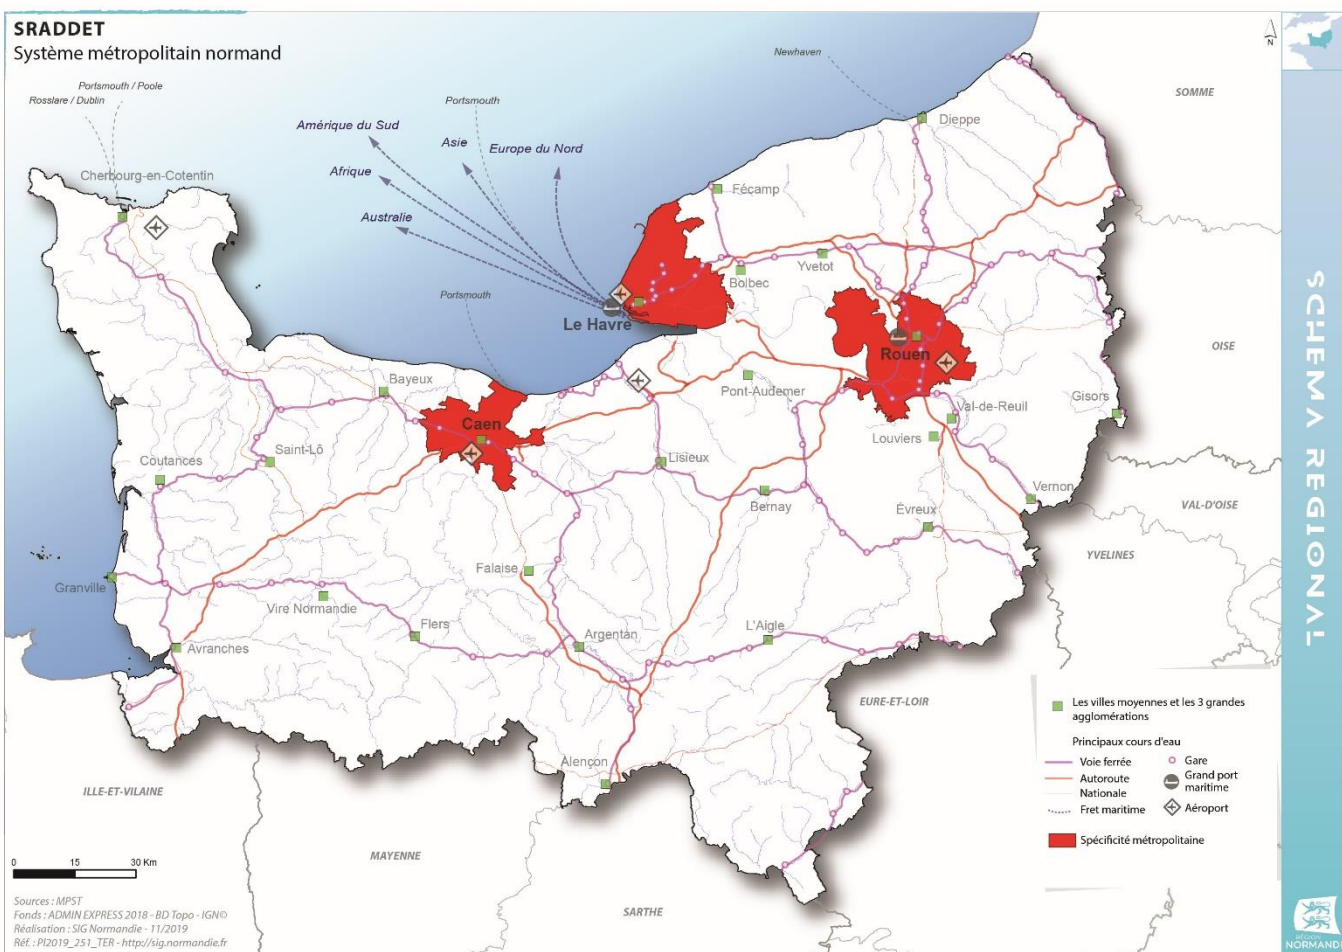 SRADDET
Système métropolitain normand
N
Portsmouth / Poole
Rosslare / Dublin
Portsmouth
Newhaven
SOMME
Amérique du Sud
Asie
Europe du Nord
Afrique
Australie
Dieppe
Cherbourg-en-Cotentin
Fécamp
Yvetot
Bolbec
Portsmouth
Le Havre
Rouen
OISE
Bayeux
Pont-Audemer
Gisors
Val-de-Reuil
Caen
Louviers
Saint-Lô
Lisieux
Coutances
Vernon
Bernay
VAL-D'OISE
Évreux
YVELINES
Falaise
Granville
Vire Normandie
Flers
Argentan
L'Aigle
Avranches
EURE-ET-LOIR
Alençon
ILLE-ET-VILAINE
MAYENNE
SARTHE
Les villes moyennes et les 3 grandes
agglomérations
Principaux cours d'eau
Voie ferrée
Autoroute
Nationale
Fret maritime
Gare
Grand port
maritime
Aéroport
Spécificité métropolitaine
0 15 30 Km
Sources : MPST
Fonds : ADMIN EXPRESS 2018 - BD Topo - IGN©
Réalisation : SIG Normandie - 11/2019
Réf. : PI2019_251_TER - http://sig.normandie.fr
SCHEMA REGIONAL
RÉGION
NORMANDIE